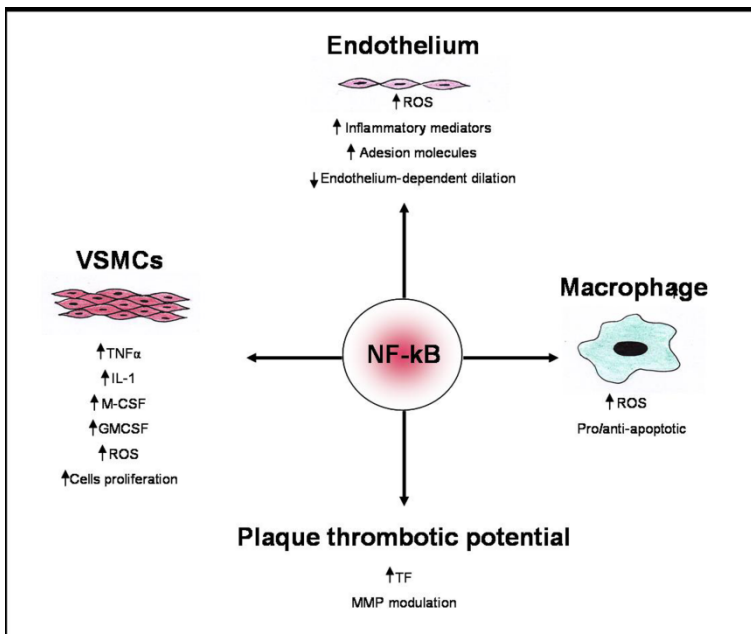 Endothelium
↑ROS
↑ Inflammatory mediators
↑ Adesion molecules
↓Endothelium-dependent dilation
VSMCs
↑TNFα
↑IL-1
↑M-CSF
↑GMCSF
↑ROS
↑Cells proliferation
NF-kB
Macrophage
↑ROS
Pro/anti-apoptotic
Plaque thrombotic potential
↑TF
MMP modulation